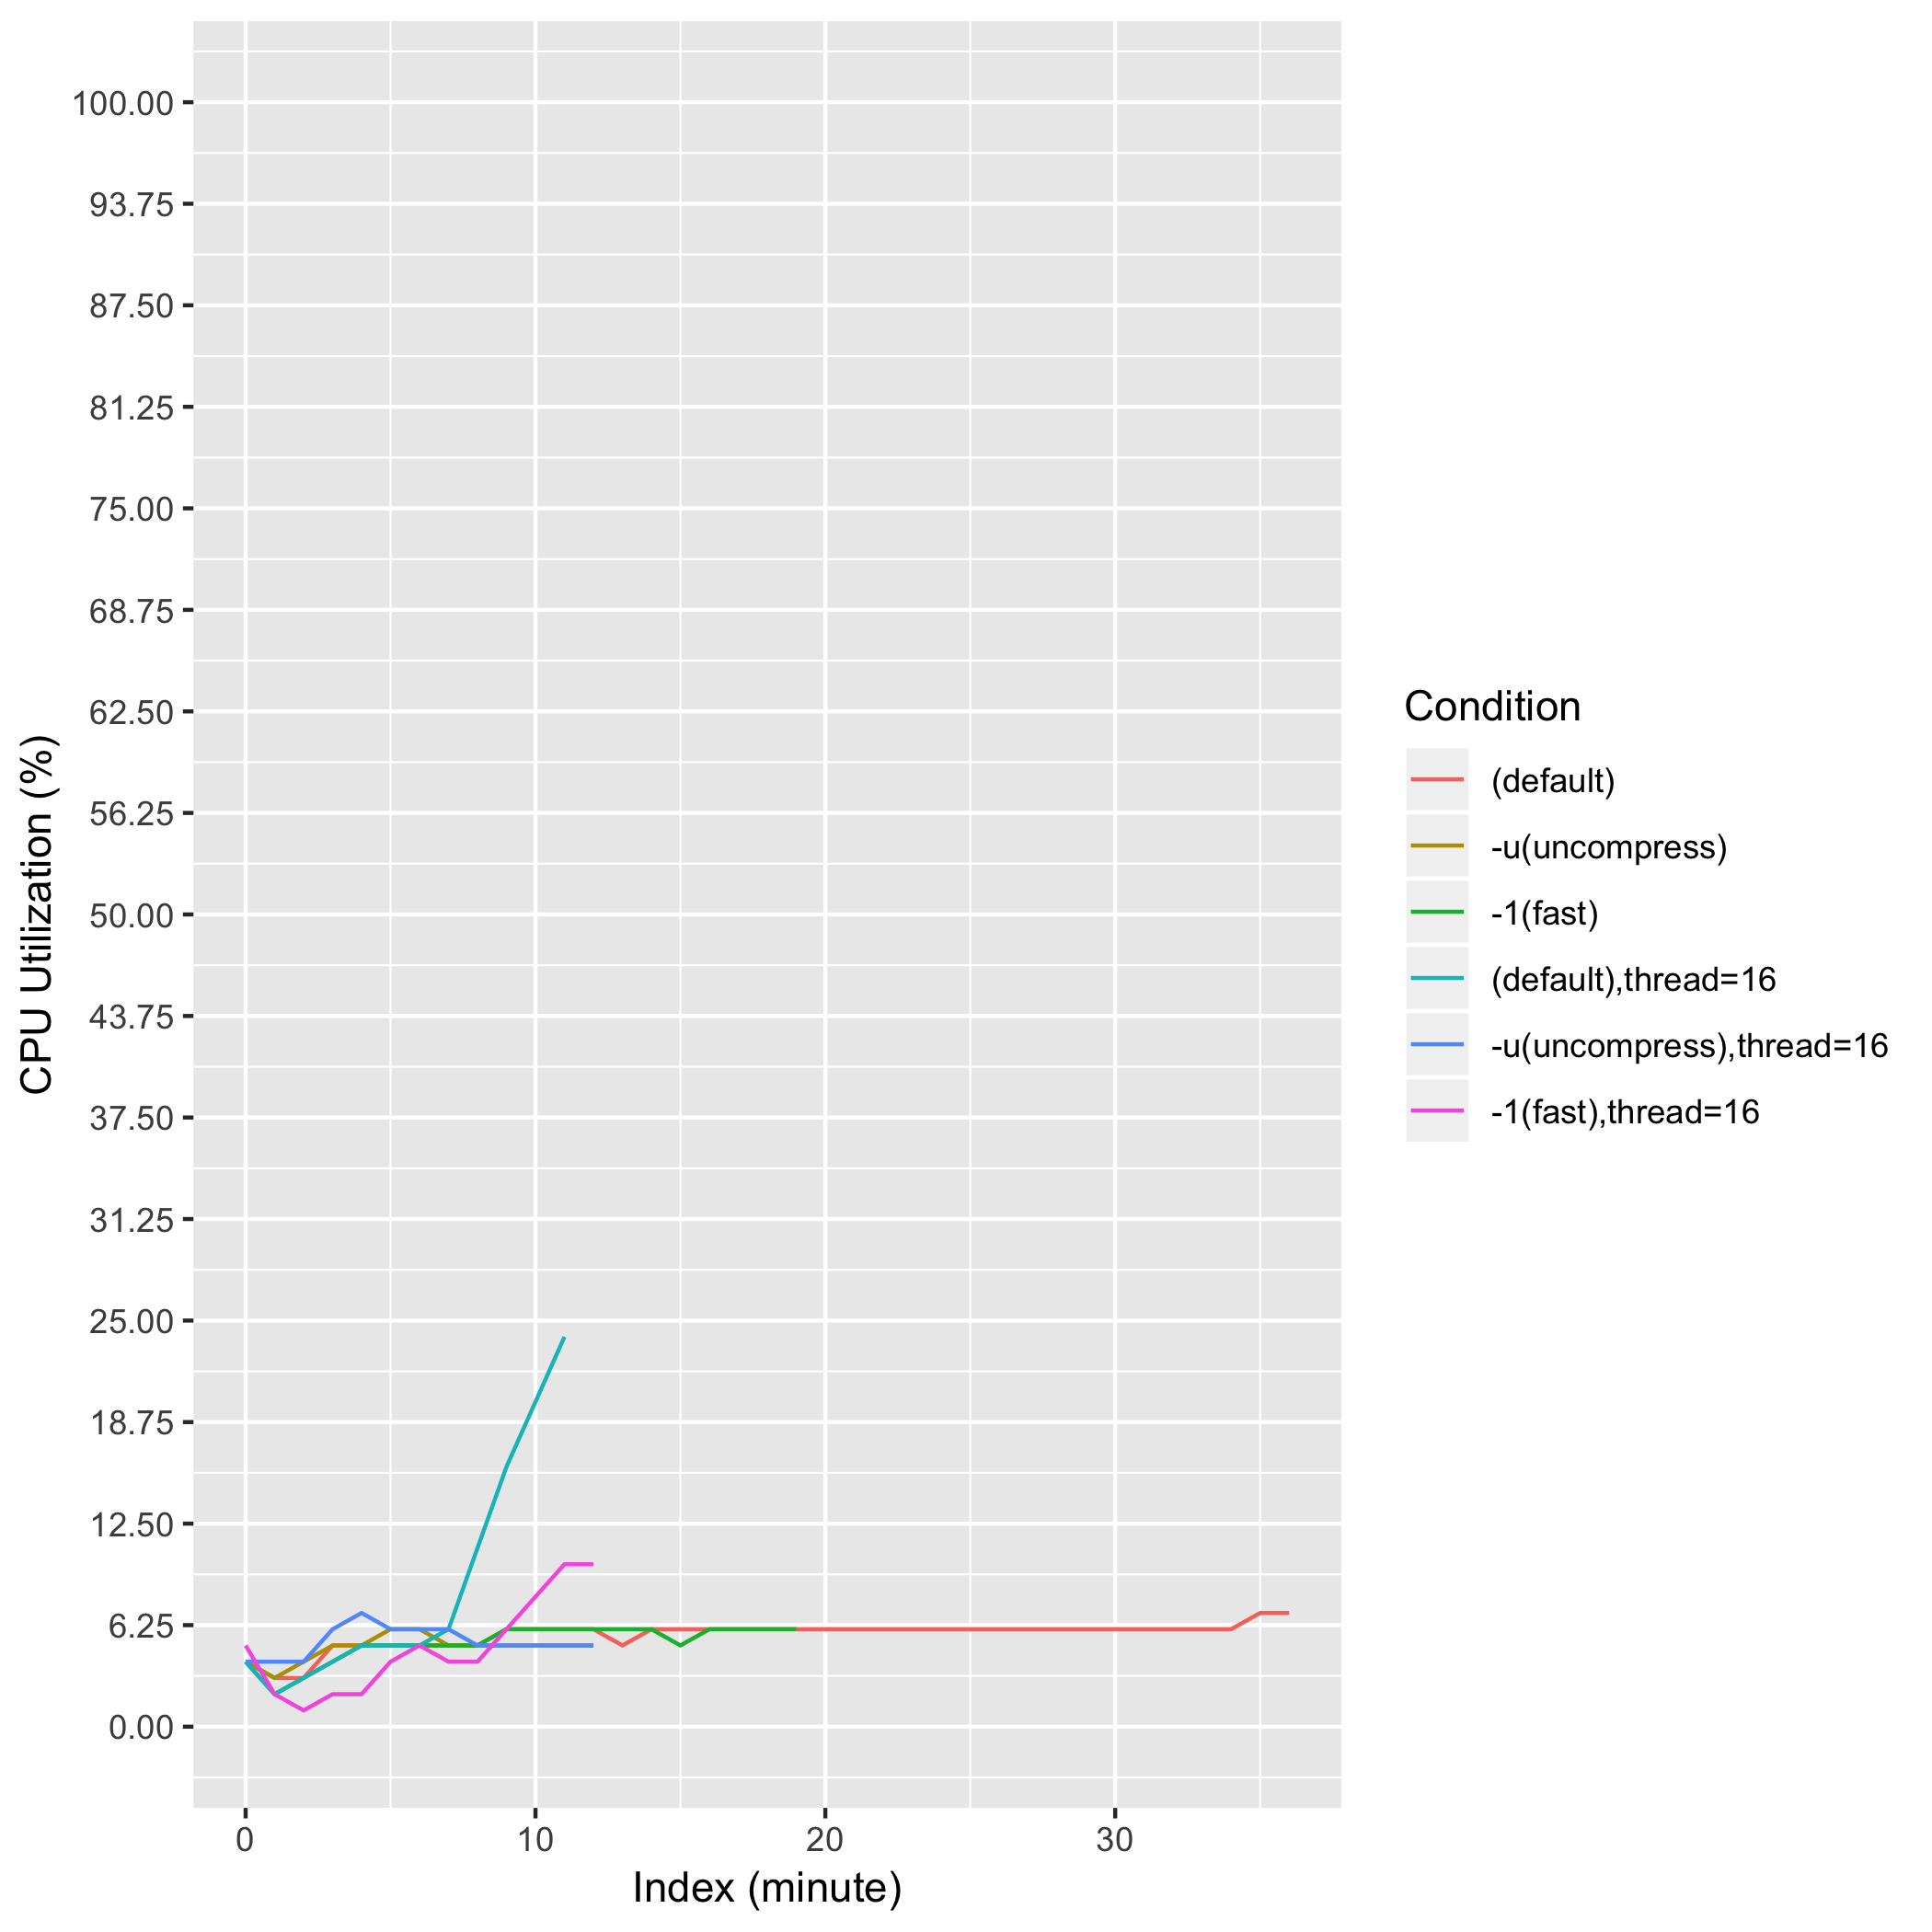 100.00
93.75
87.50
81.25
75.00
68.75
62.50
56.25
50.00
43.75
37.50
31.25
25.00
18.75
12.50
6.25
0.00
CPU Utilization (%)
0 10 20 30
Index (minute)
Condition
(default)
-u(uncompress)
-1(fast)
(default),thread=16
-u(uncompress),thread=16
-1(fast),thread=16